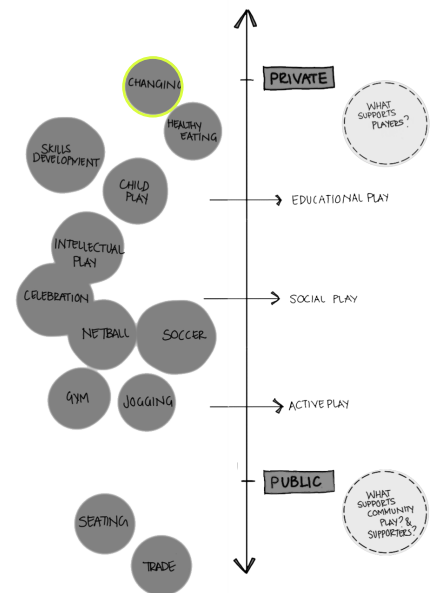 CHANGING
PRIVATE
HEALTHY
EATING
WHAT
SUPPORTS
PLAYERS?
SKILLS
DEVELOPMENT
CHILD
PLAY
EDUCATIONAL PLAY
INTELLECTUAL
PLAY
CELEBRATION
SOCIAL PLAY
NETBALL
SOCCER
GYM
JOGGING
ACTIVE PLAY
PUBLIC
WHAT
SUPPORTS
COMMUNITY
PLAY? &
SUPPORTERS?
SEATING
TRADE